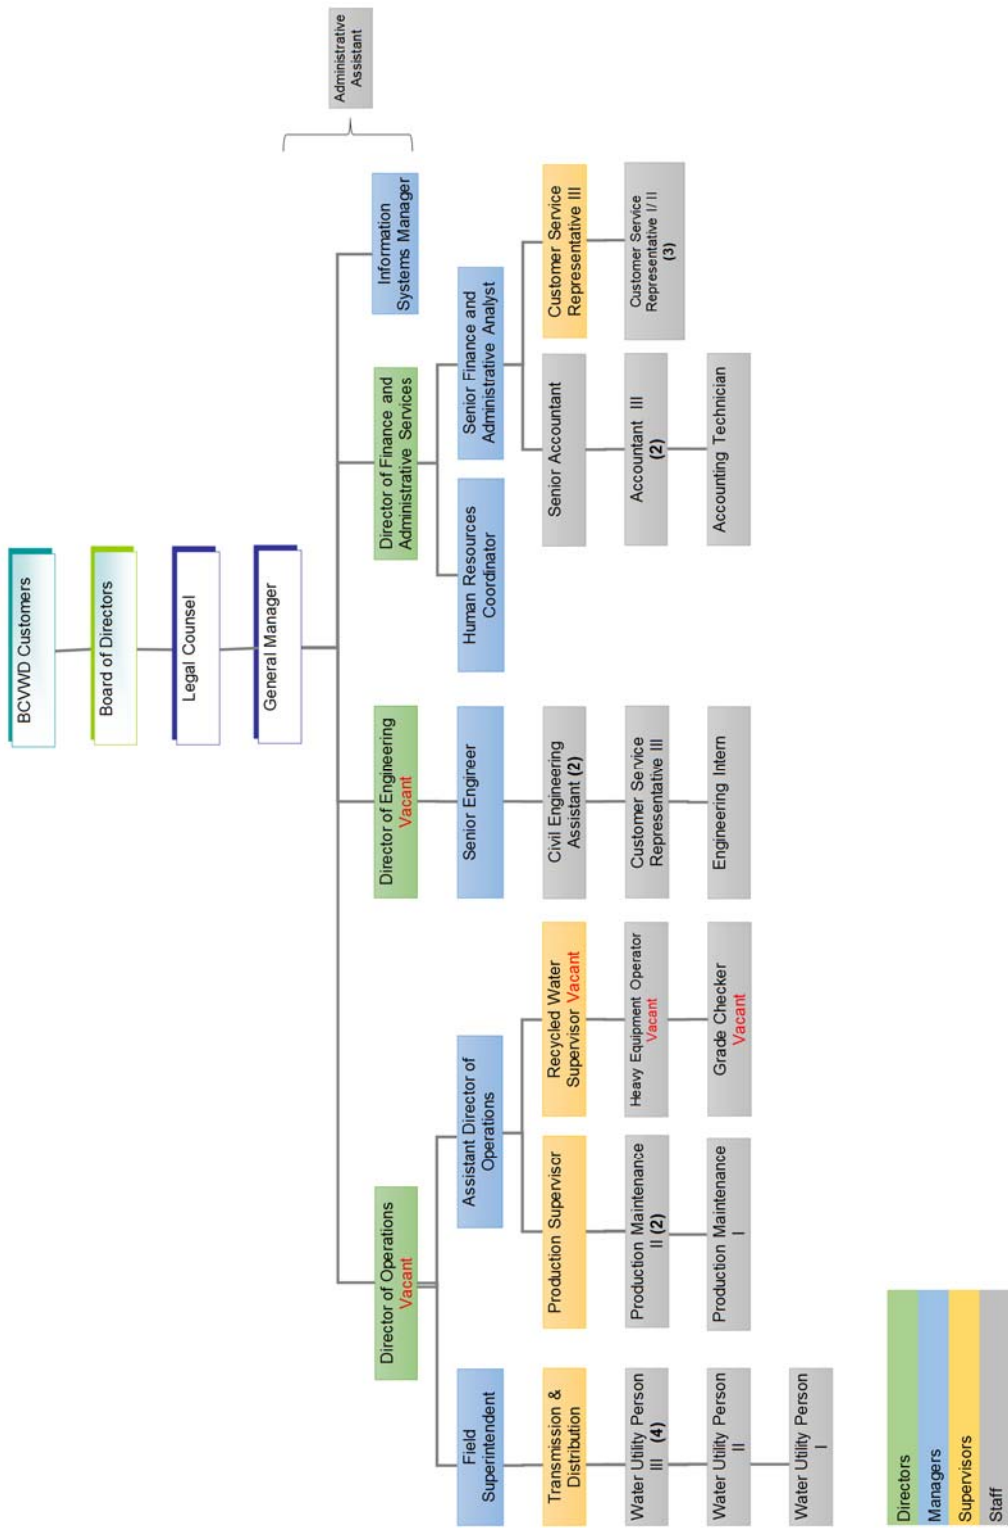 BCVWD Customers
Board of Directors
Legal Counsel
General Manager
Administrative
Assistant
Director of Operations
Vacant
Director of Engineering
Vacant
Director of Finance and
Administrative Services
Information
Systems Manager
Field
Superintendent
Assistant Director of
Operations
Senior Engineer
Human Resources
Coordinator
Senior Finance and
Administrative Analyst
Transmission &
Distribution
Production Supervisor
Recycled Water
Supervisor Vacant
Civil Engineering
Assistant (2)
Senior Accountant
Customer Service
Representative III
Water Utility Person
III (4)
Production Maintenance
II (2)
Heavy Equipment Operator
Vacant
Customer Service
Representative III
Accountant III
(2)
Customer Service
Representative I/ II
(3)
Water Utility Person
II
Production Maintenance
I
Grade Checker
Vacant
Engineering Intern
Accounting Technician
Water Utility Person
I
Directors
Managers
Supervisors
Staff